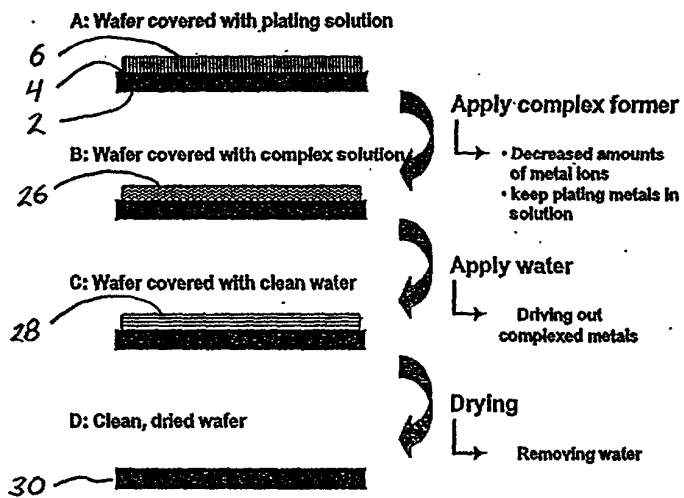 A: Wafer covered with plating solution
6
4
2
Apply complex former
• Decreased amounts
of metal ions
• keep plating metals in
solution
B: Wafer covered with complex solution
26
Apply water
Driving out
complexed metals
C: Wafer covered with clean water
28
Drying
Removing water
D: Clean, dried wafer
30